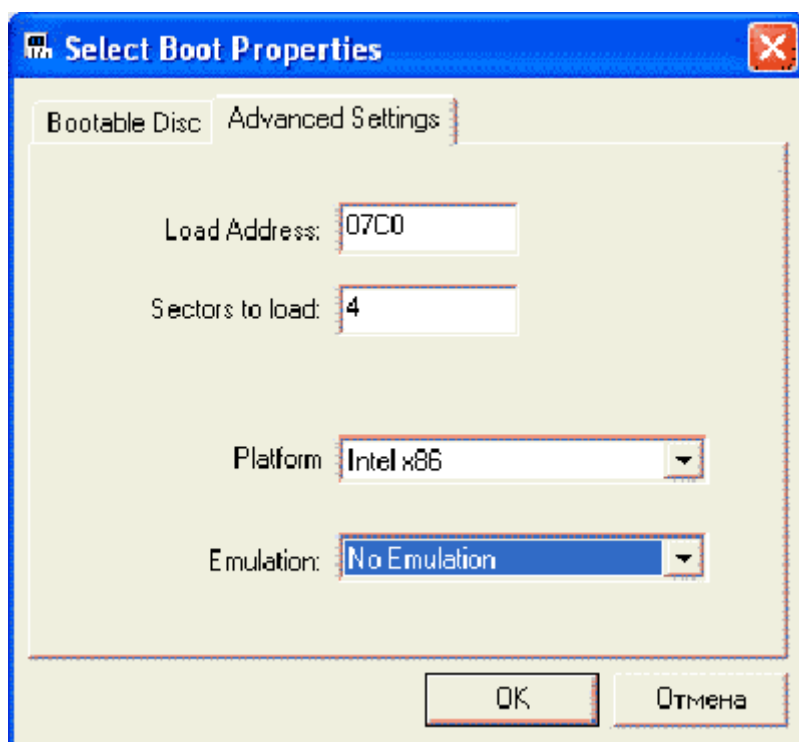 Select Boot Properties
Bootable Disc Advanced Settings
Load Address: 07C0
Sectors to load: 4
Platform Intel x86
Emulation: No Emulation
OK Отмена